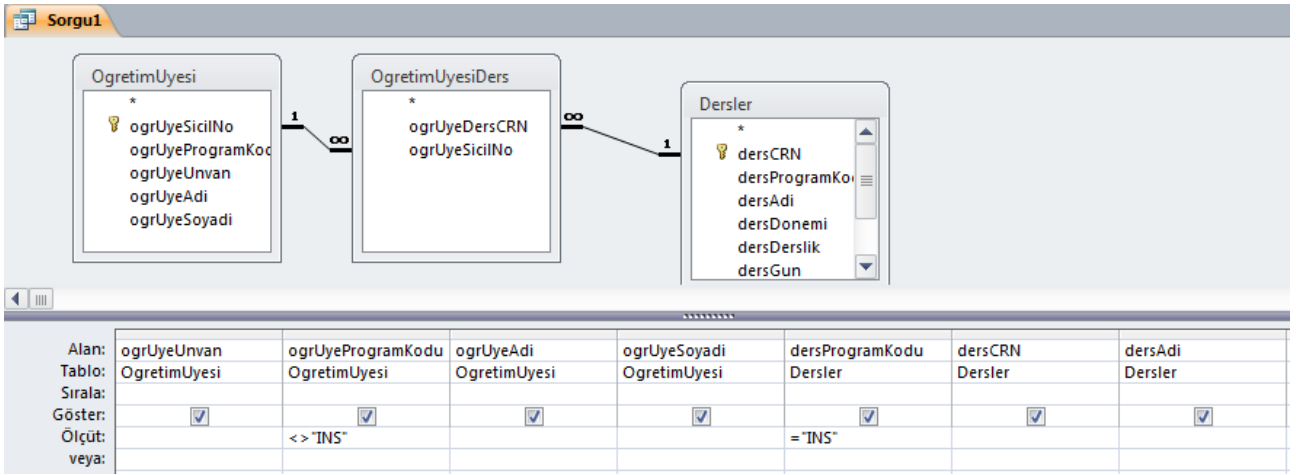 Sorgu1
OgretimUyesi
*
ogrUyeSicilNo
ogrUyeProgramKod
ogrUyeUnvan
ogrUyeAdi
ogrUyeSoyadi
1
∞
OgretimUyesiDers
*
ogrUyeDersCRN
ogrUyeSicilNo
∞
1
Dersler
*
dersCRN
dersProgramKo
dersAdi
dersDonemi
dersDerslik
dersGun
Alan: ogrUyeUnvan ogrUyeProgramKodu ogrUyeAdi ogrUyeSoyadi dersProgramKodu dersCRN dersAdi
Tablo: OgretimUyesi OgretimUyesi OgretimUyesi OgretimUyesi Dersler Dersler Dersler
Sırala:
Göster:
Ölçüt: <>"INS" ="INS"
veya: